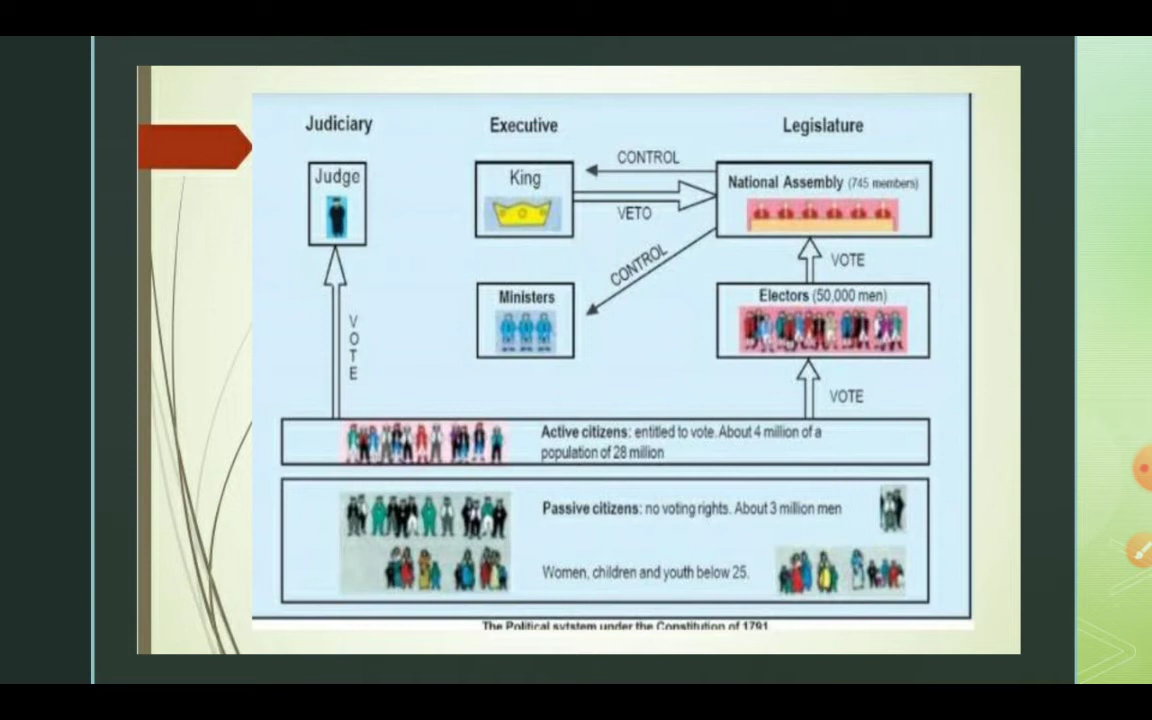 Judiciary
Executive
Legislature
Judge
King
CONTROL
VETO
National Assembly (745 members)
CONTROL
VOTE
Ministers
Electors (50,000 men)
V
O
T
E
VOTE
Active citizens: entitled to vote. About 4 million of a
population of 28 million
Passive citizens: no voting rights. About 3 million men
Women, children and youth below 25.
The Political sytstem under the Constitution of 1791